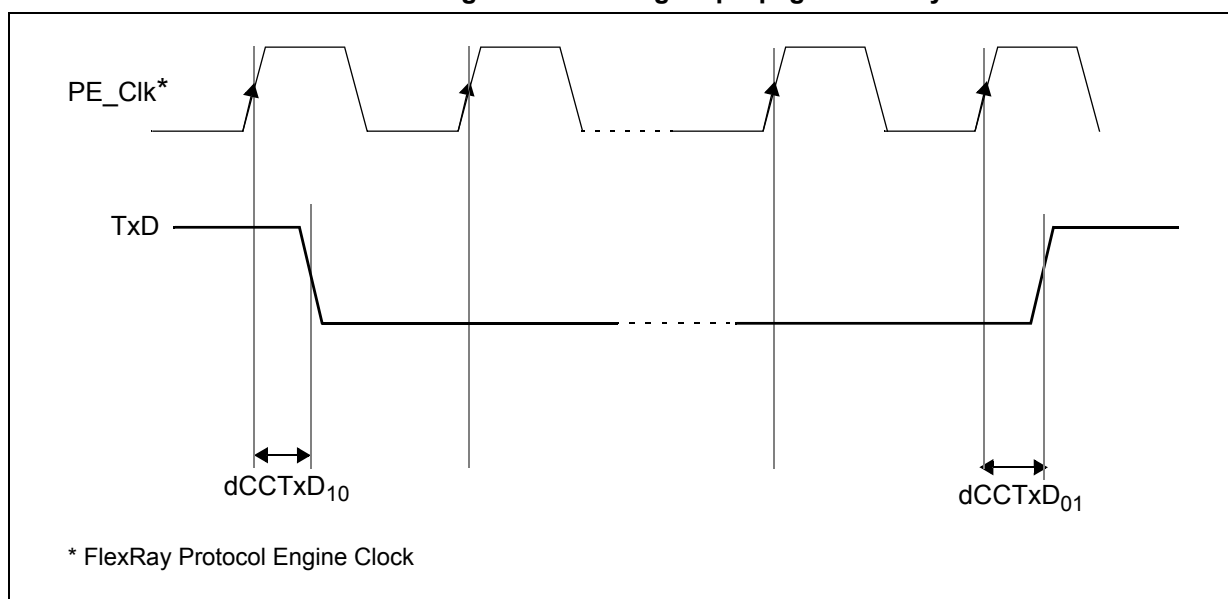 PE_Clk*
TxD
dCCTxD10
dCCTxD01
* FlexRay Protocol Engine Clock